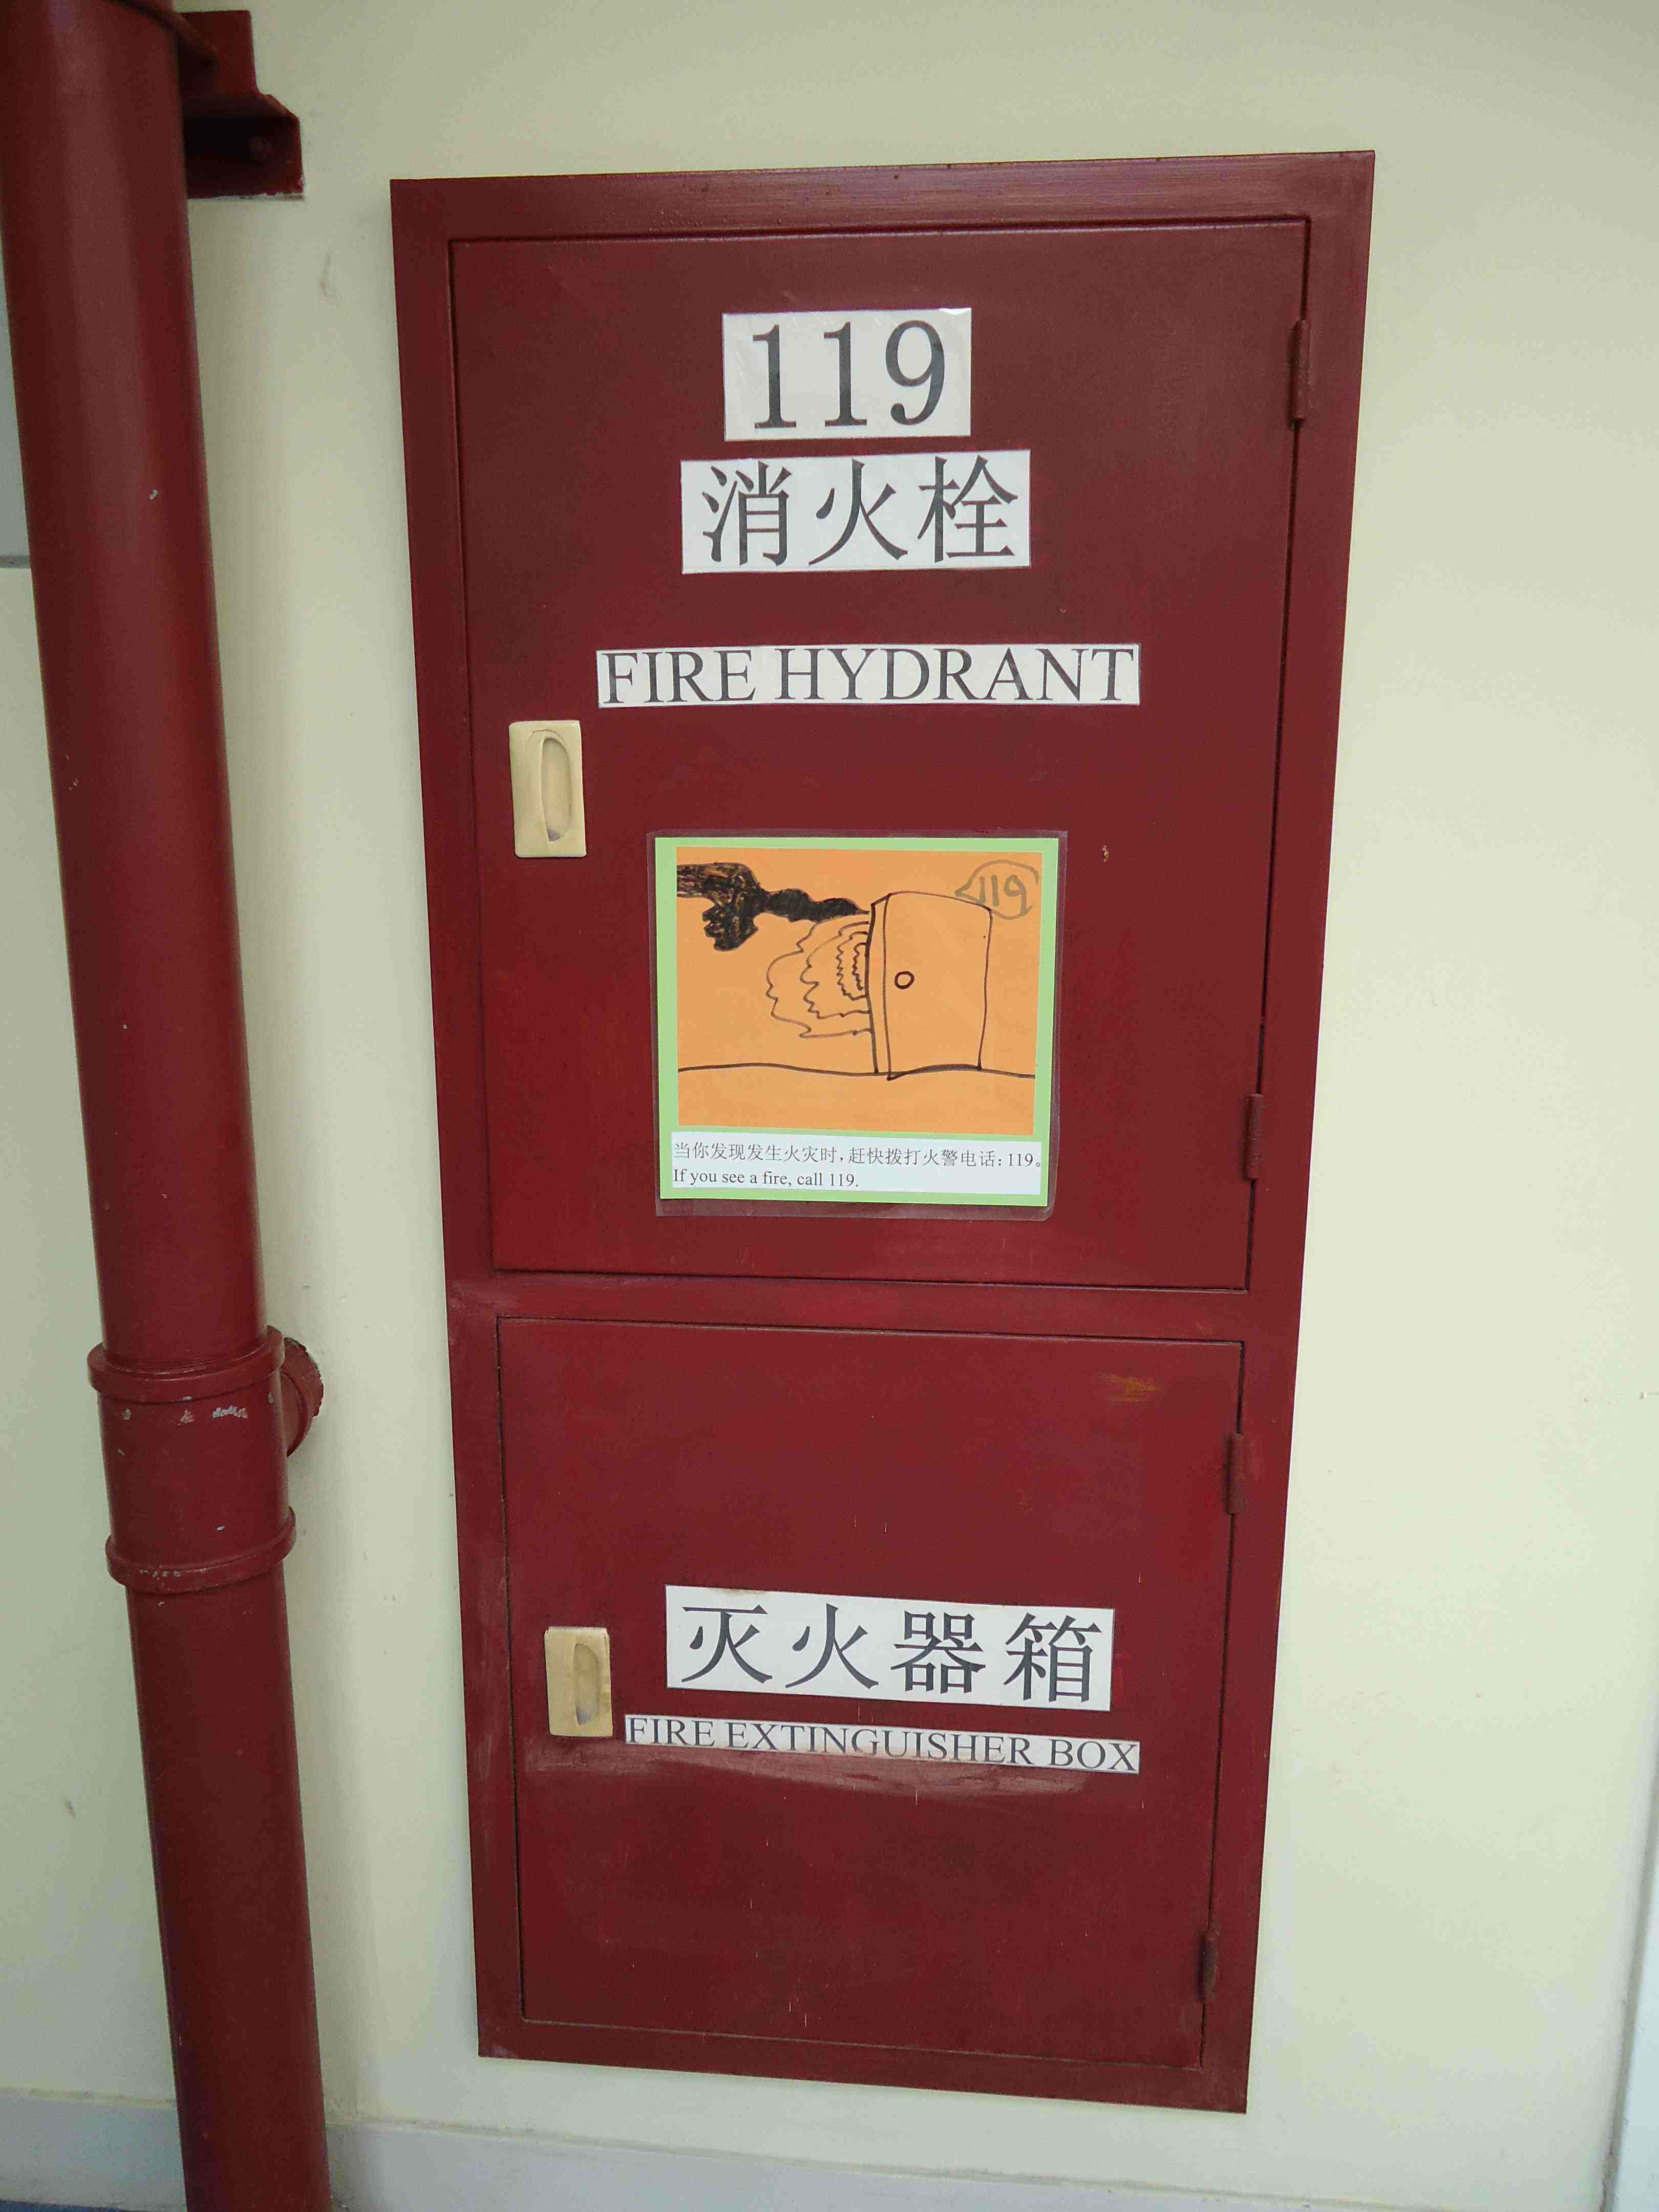 119
消火栓
FIRE HYDRANT
119
当你发现发生火灾时,赶快拨打火警电话:119。
If you see a fire, call 119.
灭火器箱
FIRE EXTINGUISHER BOX